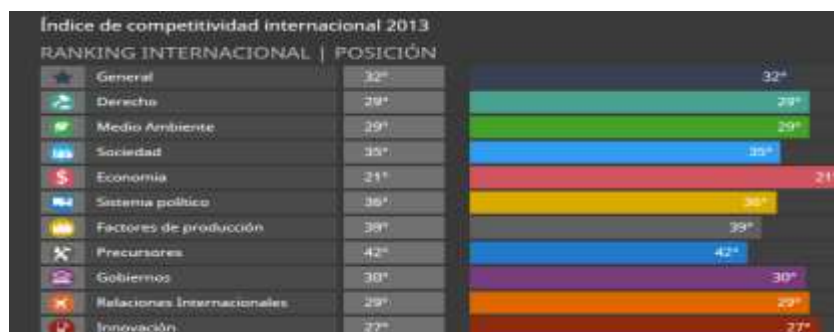 Índice de competitividad internacional 2013
RANKING INTERNACIONAL | POSICIÓN
General 32° 32°
Derecho 29° 29°
Medio Ambiente 29° 29°
Sociedad 35° 35°
Economía 21° 21°
Sistema político 36° 36°
Factores de producción 39° 39°
Precursores 42° 42°
Gobiernos 30° 30°
Relaciones Internacionales 29° 29°
Innovación 27° 27°